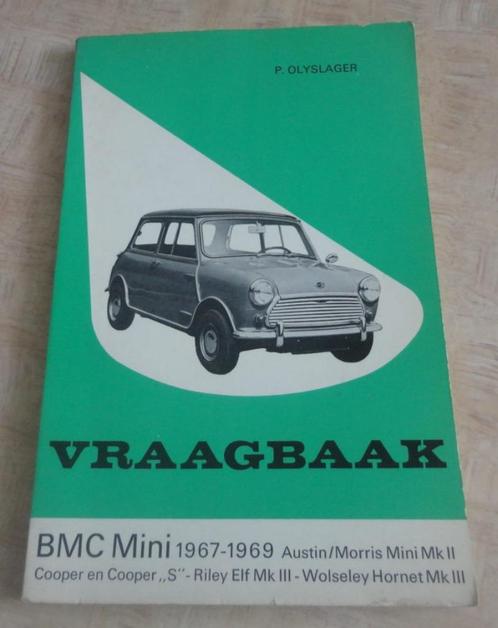 P. OLYSLAGER
VRAAGBAAK
BMC Mini 1967-1969 Austin/Morris Mini Mk II
Cooper en Cooper „S"- Riley Elf Mk III - Wolseley Hornet Mk III